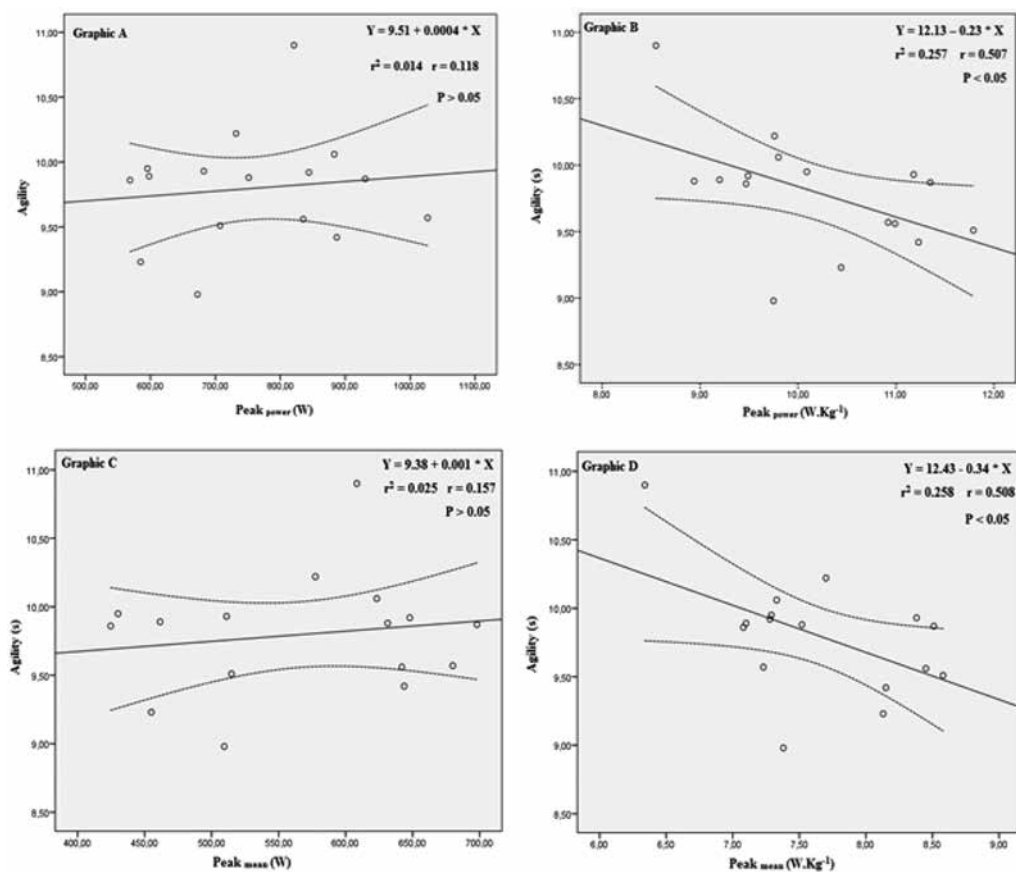 Graphic A
Y = 9.51 + 0.0004 * X
r² = 0.014 r = 0.118
P > 0.05
11,00
10,50
10,00
9,50
9,00
8,50
Agility
500,00 600,00 700,00 800,00 900,00 1000,00 1100,00
Peak power (W)
Graphic B
Y = 12.13 – 0.23 * X
r² = 0.257 r = 0.507
P < 0.05
11,00
10,50
10,00
9,50
9,00
8,50
Agility (s)
8,00 9,00 10,00 11,00 12,00
Peak power (W.Kg⁻¹)
Graphic C
Y = 9.38 + 0.001 * X
r² = 0.025 r = 0.157
P > 0.05
11,00
10,50
10,00
9,50
9,00
8,50
Agility (s)
400,00 450,00 500,00 550,00 600,00 650,00 700,00
Peak mean (W)
Graphic D
Y = 12.43 - 0.34 * X
r² = 0.258 r = 0.508
P < 0.05
11,00
10,50
10,00
9,50
9,00
8,50
Agility (s)
6,00 6,50 7,00 7,50 8,00 8,50 9,00
Peak mean (W.Kg⁻¹)